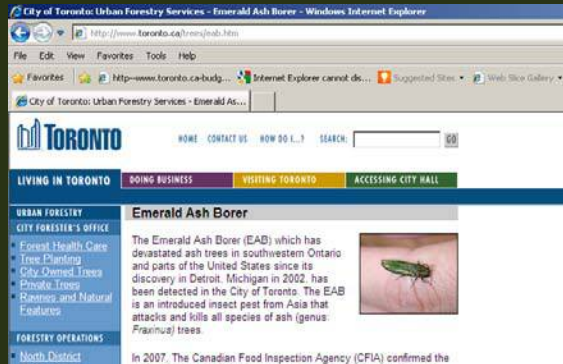 City of Toronto: Urban Forestry Services - Emerald Ash Borer - Windows Internet Explorer
http://www.toronto.ca/trees/eab.htm
File Edit View Favorites Tools Help
Favorites http--www.toronto.ca-budg... Internet Explorer cannot dis... Suggested Sites Web Slice Gallery
City of Toronto: Urban Forestry Services - Emerald As...
TORONTO HOME CONTACT US HOW DO I...? SEARCH: GO
LIVING IN TORONTO DOING BUSINESS VISITING TORONTO ACCESSING CITY HALL
URBAN FORESTRY
CITY FORESTER'S OFFICE
Forest Health Care
Tree Planting
City Owned Trees
Private Trees
Ravines and Natural
Features
FORESTRY OPERATIONS
North District
Emerald Ash Borer
The Emerald Ash Borer (EAB) which has
devastated ash trees in southwestern Ontario
and parts of the United States since its
discovery in Detroit, Michigan in 2002, has
been detected in the City of Toronto. The EAB
is an introduced insect pest from Asia that
attacks and kills all species of ash (genus:
Fraxinus) trees.
In 2007, The Canadian Food Inspection Agency (CFIA) confirmed the